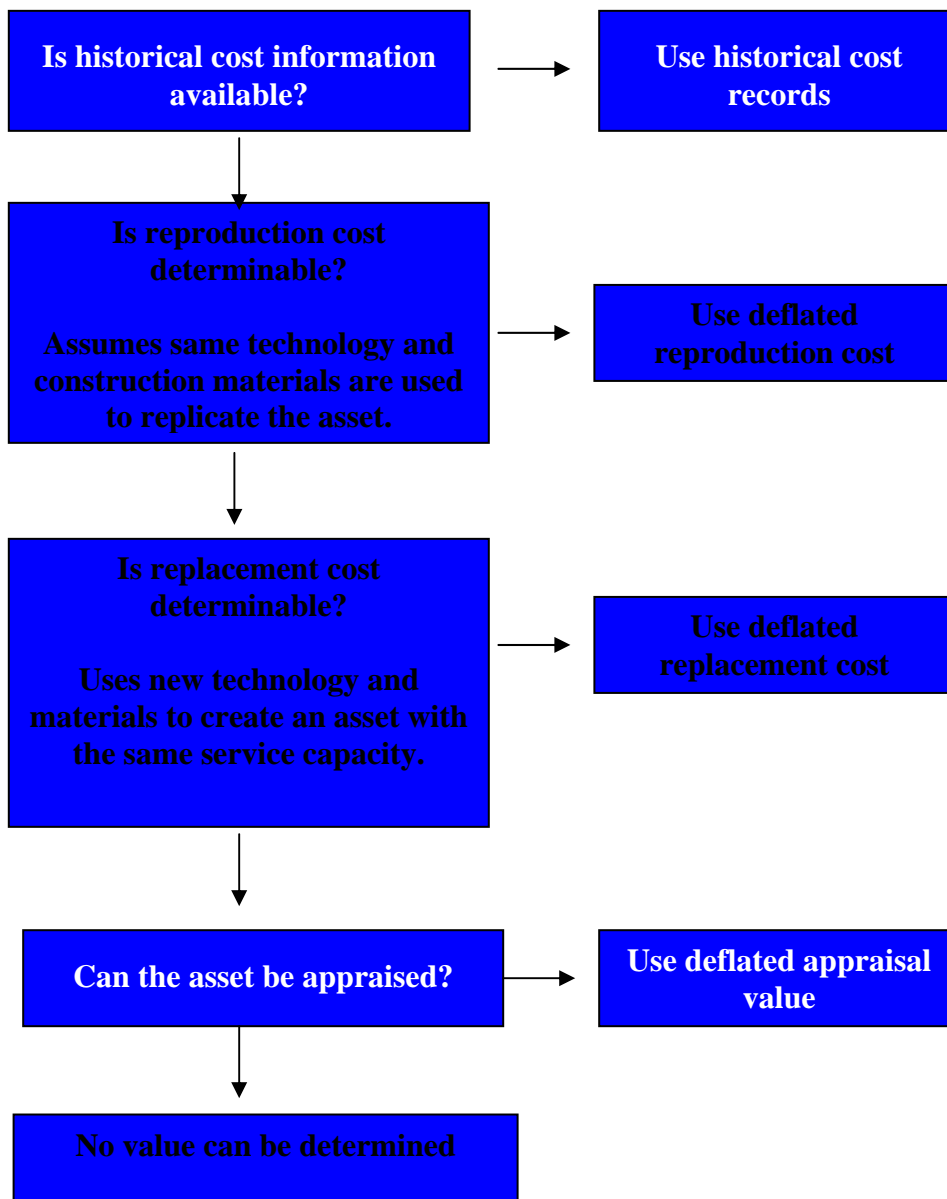 Is historical cost information
available?
Use historical cost
records
Is reproduction cost
determinable?
Assumes same technology and
construction materials are used
to replicate the asset.
Use deflated
reproduction cost
Is replacement cost
determinable?
Uses new technology and
materials to create an asset with
the same service capacity.
Use deflated
replacement cost
Can the asset be appraised?
Use deflated appraisal
value
No value can be determined